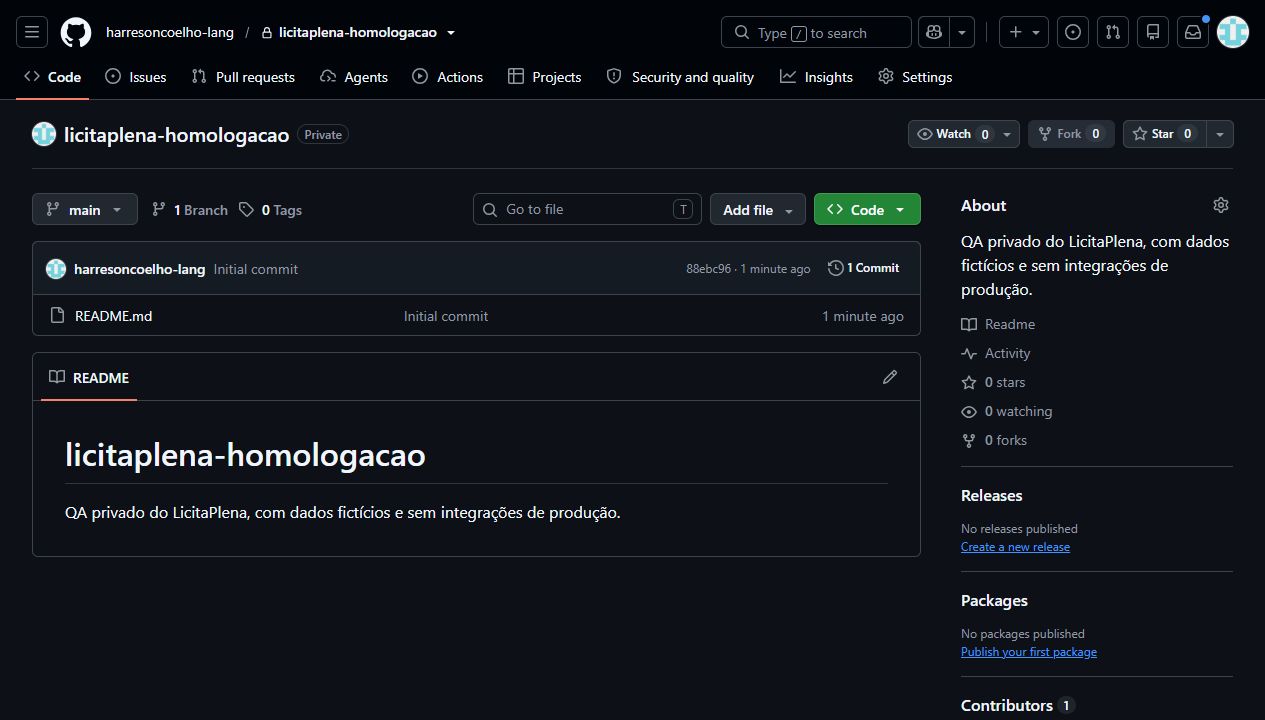 harresoncoelho-lang / licitaplena-homologacao
Type / to search
Code Issues Pull requests Agents Actions Projects Security and quality Insights Settings
licitaplena-homologacao Private
Watch 0 Fork 0 Star 0
main 1 Branch 0 Tags Go to file T Add file Code
harresoncoelho-lang Initial commit 88ebc96 · 1 minute ago 1 Commit
README.md Initial commit 1 minute ago
README
licitaplena-homologacao
QA privado do LicitaPlena, com dados fictícios e sem integrações de produção.
About
QA privado do LicitaPlena, com dados
fictícios e sem integrações de
produção.
Readme
Activity
0 stars
0 watching
0 forks
Releases
No releases published
Create a new release
Packages
No packages published
Publish your first package
Contributors 1